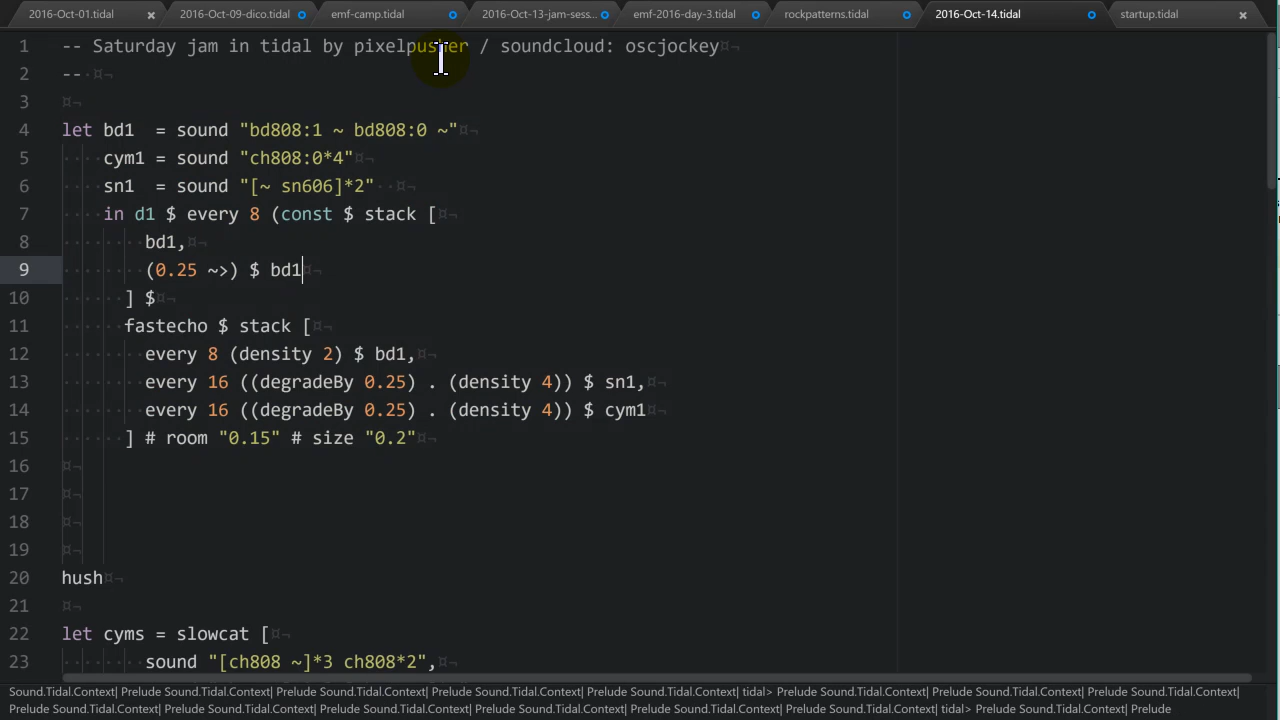 2016-Oct-01.tidal × 2016-Oct-09-dico.tidal emf-camp.tidal 2016-Oct-13-jam-sess... emf-2016-day-3.tidal rockpatterns.tidal 2016-Oct-14.tidal startup.tidal ×
1 -- Saturday jam in tidal by pixelpusher / soundcloud: oscjockey¤¬
2 --·¤¬
3 ¤¬
4 let bd1  = sound "bd808:1 ~ bd808:0 ~"¤¬
5 ····cym1 = sound "ch808:0*4"¤¬
6 ····sn1  = sound "[~ sn606]*2"··¤¬
7 ····in d1 $ every 8 (const $ stack [¤¬
8 ········bd1,¤¬
9 ········(0.25 ~>) $ bd1¤¬
10 ······] $¤¬
11 ······fastecho $ stack [¤¬
12 ········every 8 (density 2) $ bd1,¤¬
13 ········every 16 ((degradeBy 0.25) . (density 4)) $ sn1,¤¬
14 ········every 16 ((degradeBy 0.25) . (density 4)) $ cym1¤¬
15 ······] # room "0.15" # size "0.2"¤¬
16 ¤¬
17 ¤¬
18 ¤¬
19 ¤¬
20 hush¤¬
21 ¤¬
22 let cyms = slowcat [¤¬
23 ········sound "[ch808 ~]*3 ch808*2",¤¬
Sound.Tidal.Context| Prelude Sound.Tidal.Context| Prelude Sound.Tidal.Context| Prelude Sound.Tidal.Context| Prelude Sound.Tidal.Context| tidal> Prelude Sound.Tidal.Context| Prelude Sound.Tidal.Context| Prelude Sound.Tidal.Context|
Prelude Sound.Tidal.Context| Prelude Sound.Tidal.Context| Prelude Sound.Tidal.Context| Prelude Sound.Tidal.Context| Prelude Sound.Tidal.Context| Prelude Sound.Tidal.Context| tidal> Prelude Sound.Tidal.Context| Prelude